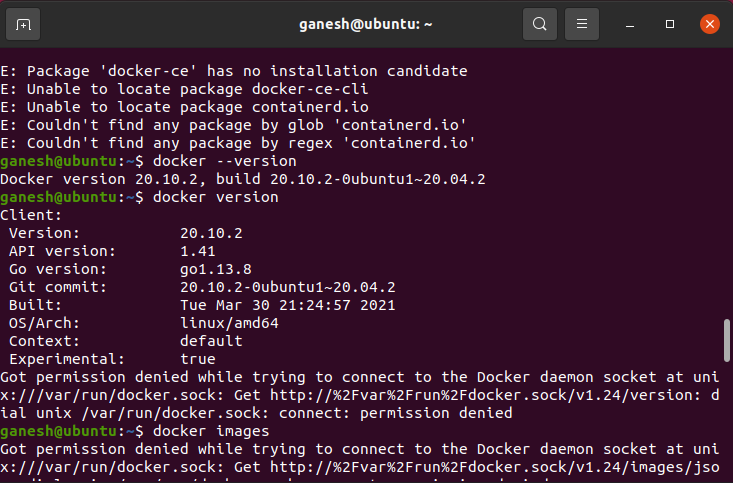 ganesh@ubuntu: ~
E: Package 'docker-ce' has no installation candidate
E: Unable to locate package docker-ce-cli
E: Unable to locate package containerd.io
E: Couldn't find any package by glob 'containerd.io'
E: Couldn't find any package by regex 'containerd.io'
ganesh@ubuntu:~$ docker --version
Docker version 20.10.2, build 20.10.2-0ubuntu1~20.04.2
ganesh@ubuntu:~$ docker version
Client:
 Version:           20.10.2
 API version:       1.41
 Go version:        go1.13.8
 Git commit:        20.10.2-0ubuntu1~20.04.2
 Built:             Tue Mar 30 21:24:57 2021
 OS/Arch:           linux/amd64
 Context:           default
 Experimental:      true
Got permission denied while trying to connect to the Docker daemon socket at uni
x:///var/run/docker.sock: Get http://%2Fvar%2Frun%2Fdocker.sock/v1.24/version: d
ial unix /var/run/docker.sock: connect: permission denied
ganesh@ubuntu:~$ docker images
Got permission denied while trying to connect to the Docker daemon socket at uni
x:///var/run/docker.sock: Get http://%2Fvar%2Frun%2Fdocker.sock/v1.24/images/jso